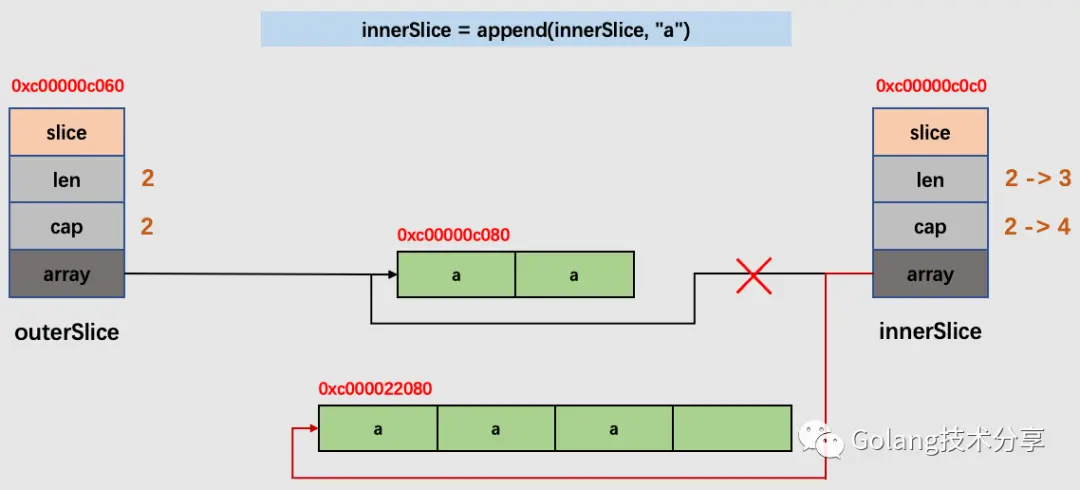 innerSlice = append(innerSlice, "a")
0xc00000c060
0xc00000c0c0
slice
slice
len
2
len
2 -> 3
cap
2
cap
2 -> 4
0xc00000c080
array
a
a
array
outerSlice
innerSlice
0xc000022080
a
a
a
Golang技术分享